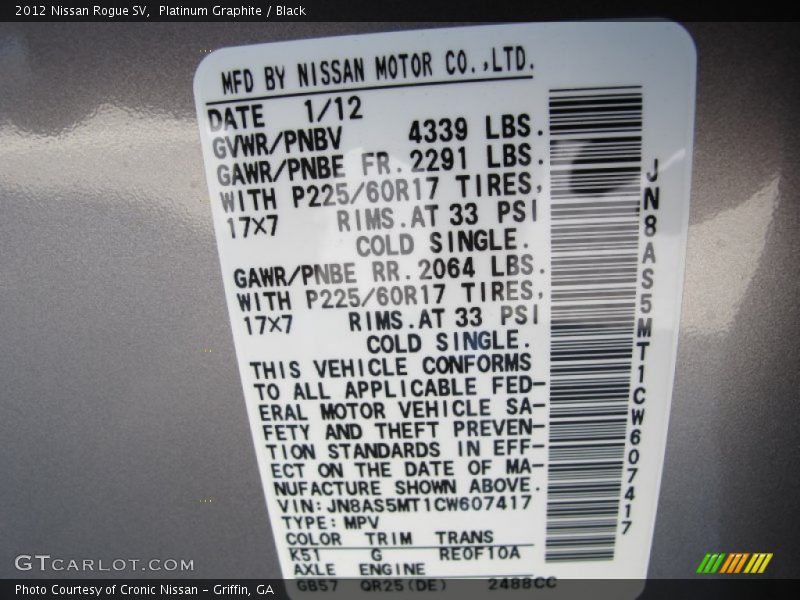 2012 Nissan Rogue SV, Platinum Graphite / Black
MFD BY NISSAN MOTOR CO.,LTD.
DATE 1/12
GVWR/PNBV 4339 LBS.
GAWR/PNBE FR. 2291 LBS.
WITH P225/60R17 TIRES,
17X7 RIMS.AT 33 PSI
COLD SINGLE.
GAWR/PNBE RR. 2064 LBS.
WITH P225/60R17 TIRES,
17X7 RIMS.AT 33 PSI
COLD SINGLE.
THIS VEHICLE CONFORMS
TO ALL APPLICABLE FED-
ERAL MOTOR VEHICLE SA-
FETY AND THEFT PREVEN-
TION STANDARDS IN EFF-
ECT ON THE DATE OF MA-
NUFACTURE SHOWN ABOVE.
VIN:JN8AS5MT1CW607417
TYPE:MPV
COLOR TRIM TRANS
K51 G RE0F10A
AXLE ENGINE
GB57 QR25(DE) 2488CC
JN8AS5MT1CW607417
GTCARLOT.COM
Photo Courtesy of Cronic Nissan - Griffin, GA